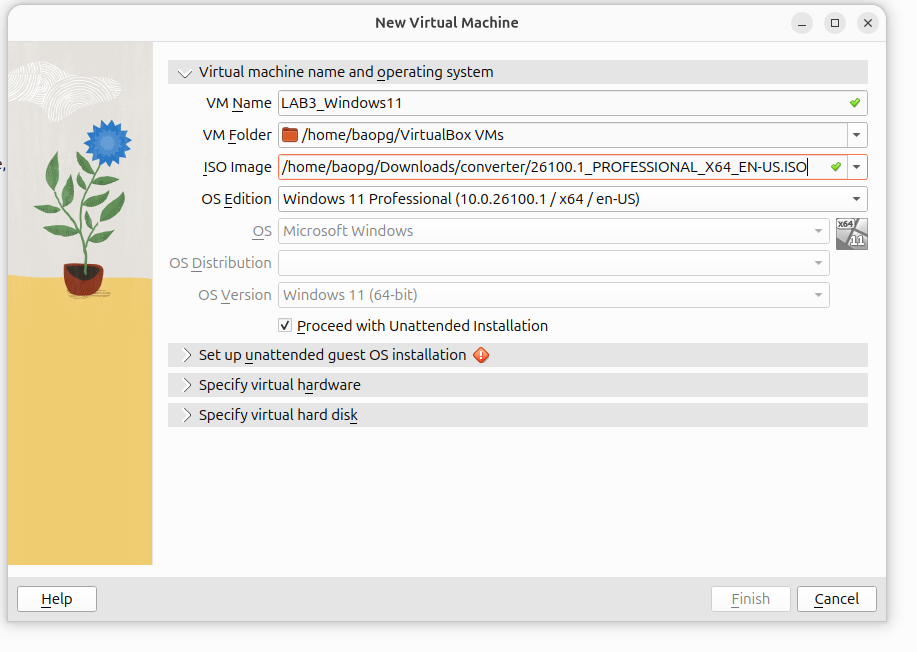 New Virtual Machine
Virtual machine name and operating system
VM Name LAB3_Windows11
VM Folder /home/baopg/VirtualBox VMs
ISO Image /home/baopg/Downloads/converter/26100.1_PROFESSIONAL_X64_EN-US.ISO
OS Edition Windows 11 Professional (10.0.26100.1 / x64 / en-US)
OS Microsoft Windows
x64
11
OS Distribution
OS Version Windows 11 (64-bit)
Proceed with Unattended Installation
Set up unattended guest OS installation
Specify virtual hardware
Specify virtual hard disk
Help Finish Cancel